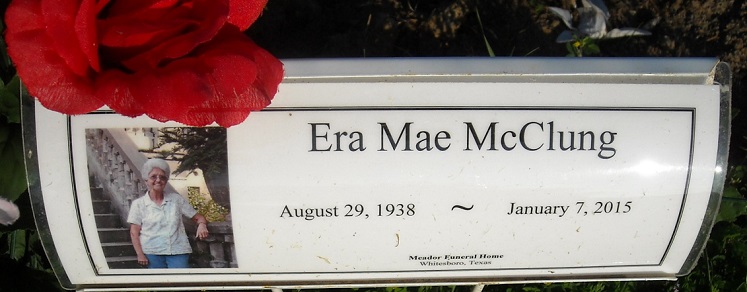 Era Mae McClung
August 29, 1938 ~ January 7, 2015
Meador Funeral Home
Whitesboro, Texas